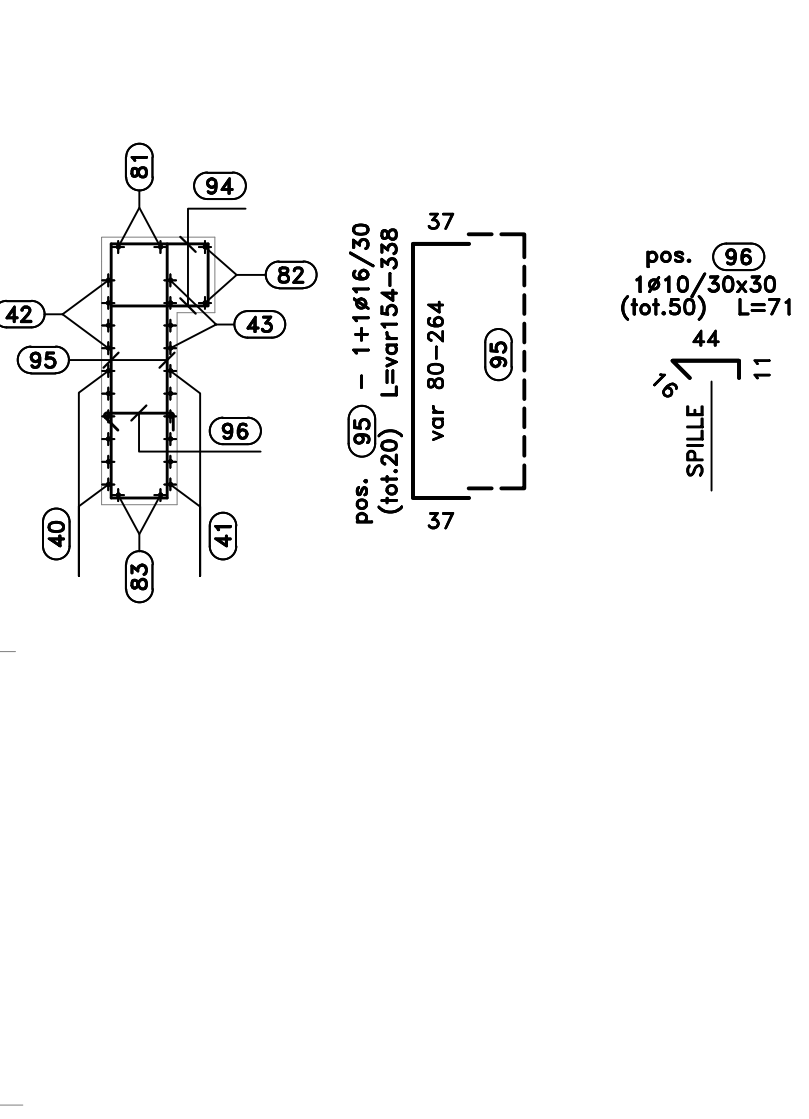 81
94
82
42
43
95
96
40
41
83
pos. 95 - 1+1ø16/30
(tot.20) L=var154-338
37
var 80-264
95
37
pos. 96
1ø10/30x30
(tot.50) L=71
44
16
11
SPILLE